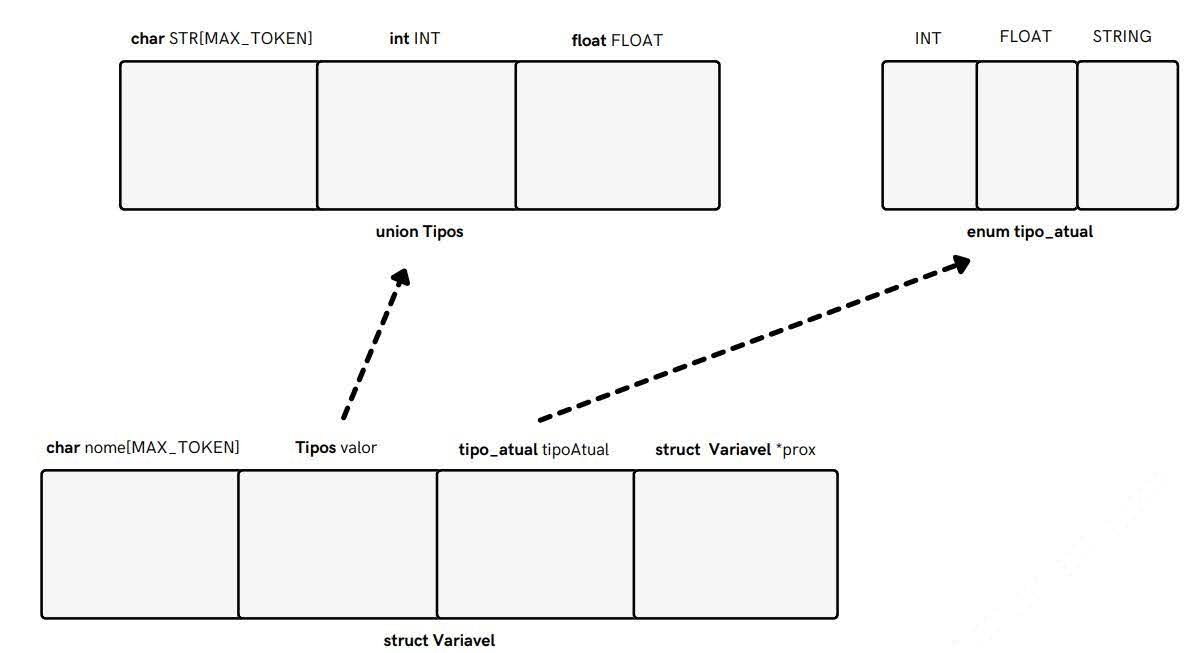 char STR[MAX_TOKEN] int INT float FLOAT
INT FLOAT STRING
union Tipos
enum tipo_atual
char nome[MAX_TOKEN] Tipos valor tipo_atual tipoAtual struct Variavel *prox
struct Variavel